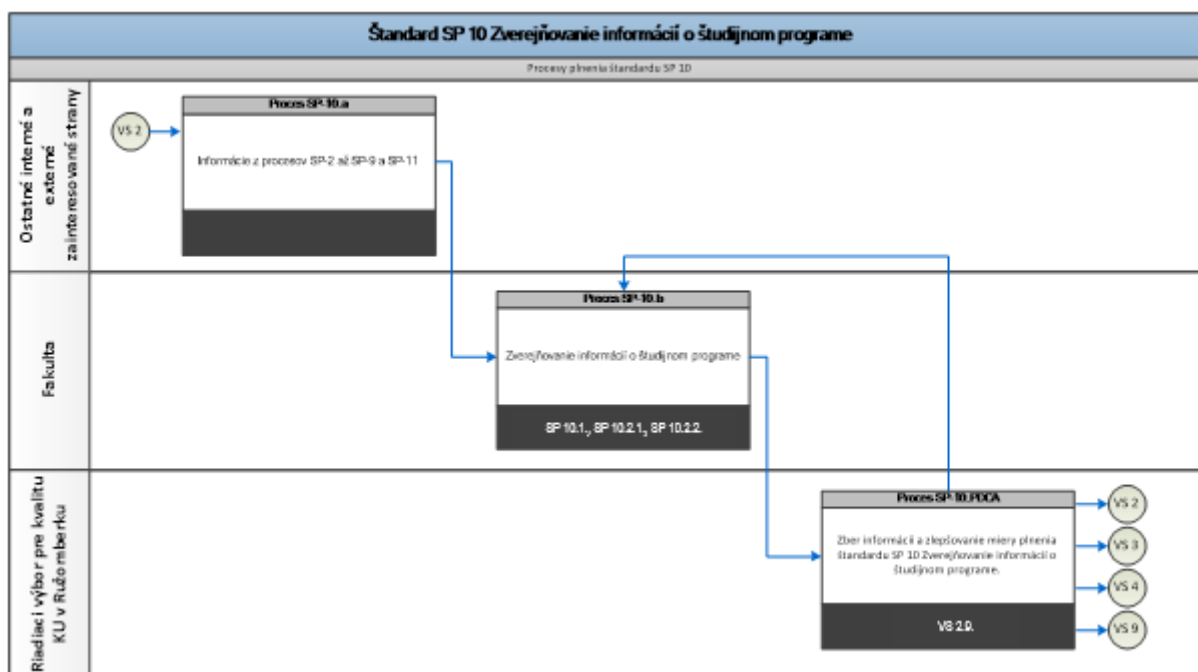 Štandard SP 10 Zverejňovanie informácií o študijnom programe
Procesy plnenia štandardu SP 10
Ostatné interné a
externé
zainteresované strany
VS 2
Proces SP-10.a
Informácie z procesov SP-2 až SP-9 a SP-11
Fakulta
Proces SP-10.b
Zverejňovanie informácií o študijnom programe
SP 10.1., SP 10.2.1., SP 10.2.2.
Riadiaci výbor pre kvalitu
KU v Ružomberku
Proces SP-10.PDCA
Zber informácií a zlepšovanie miery plnenia
štandardu SP 10 Zverejňovanie informácií o
študijnom programe.
VS 2.9.
VS 2
VS 3
VS 4
VS 9